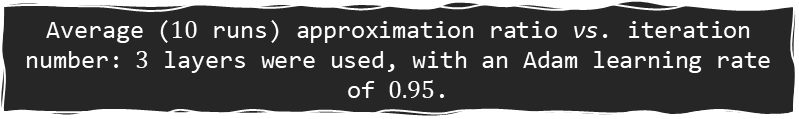 Average (10 runs) approximation ratio vs. iteration
number: 3 layers were used, with an Adam learning rate
of 0.95.